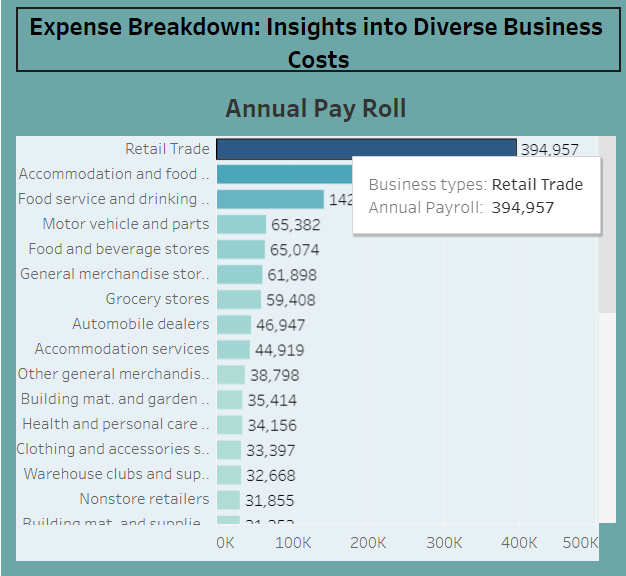 Expense Breakdown: Insights into Diverse Business
Costs
Annual Pay Roll
Retail Trade 394,957
Accommodation and food ..
Food service and drinking .. 142
Business types: Retail Trade
Annual Payroll: 394,957
Motor vehicle and parts 65,382
Food and beverage stores 65,074
General merchandise stor.. 61,898
Grocery stores 59,408
Automobile dealers 46,947
Accommodation services 44,919
Other general merchandis.. 38,798
Building mat. and garden .. 35,414
Health and personal care .. 34,156
Clothing and accessories s.. 33,397
Warehouse clubs and sup.. 32,668
Nonstore retailers 31,855
Building mat. and supplie..
0K 100K 200K 300K 400K 500K